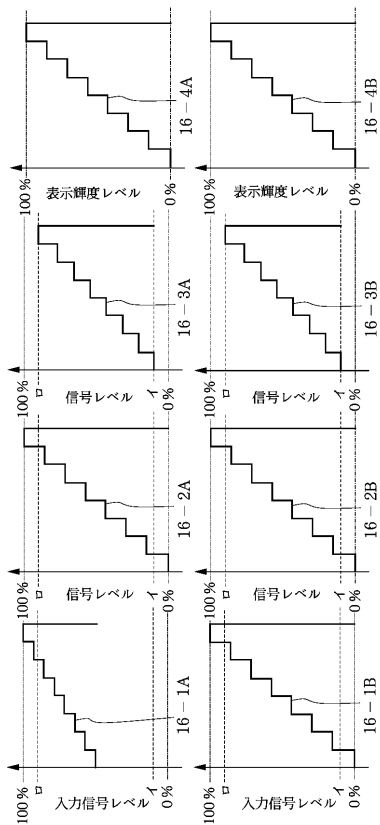 100%
ロ
入力信号レベル
イ
0%
16-1A
100%
ロ
信号レベル
イ
0%
16-2A
100%
ロ
信号レベル
イ
0%
16-3A
100%
表示輝度レベル
0%
16-4A
100%
ロ
入力信号レベル
イ
0%
16-1B
100%
ロ
信号レベル
イ
0%
16-2B
100%
ロ
信号レベル
イ
0%
16-3B
100%
表示輝度レベル
0%
16-4B